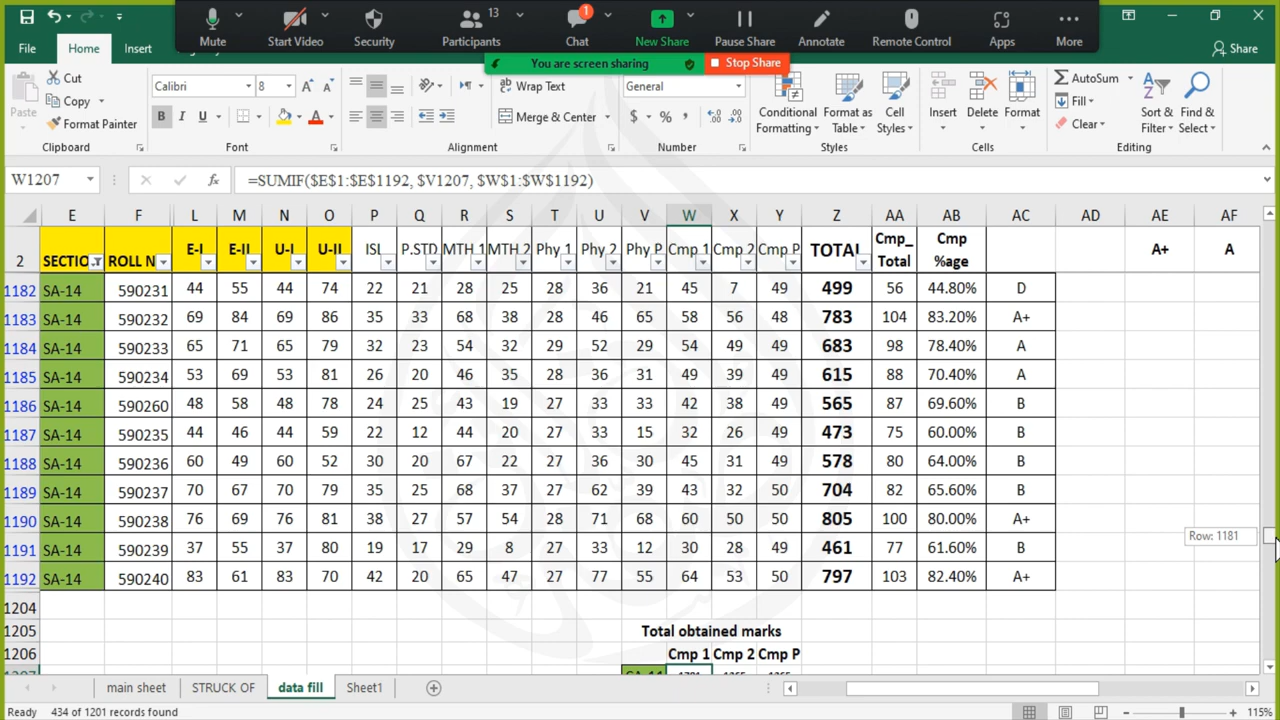 13
1
Mute
Start Video
Security
Participants
Chat
New Share
Pause Share
Annotate
Remote Control
Apps
More
You are screen sharing
Stop Share
File
Home
Insert
Share
Paste
Cut
Copy
Format Painter
Calibri
8
B I U
Wrap Text
Merge & Center
General
$ % ,
Conditional Formatting
Format as Table
Cell Styles
Insert
Delete
Format
AutoSum
Fill
Clear
Sort & Filter
Find & Select
Clipboard
Font
Alignment
Number
Styles
Cells
Editing
W1207
fx
=SUMIF($E$1:$E$1192, $V1207, $W$1:$W$1192)
E F L M N O P Q R S T U V W X Y Z AA AB AC AD AE AF
2 SECTIO ROLL N E-I E-II U-I U-II ISL P.STD MTH 1 MTH 2 Phy 1 Phy 2 Phy P Cmp 1 Cmp 2 Cmp P TOTAL Cmp_ Total Cmp %age A+ A
1182 SA-14 590231 44 55 44 74 22 21 28 25 28 36 21 45 7 49 499 56 44.80% D
1183 SA-14 590232 69 84 69 86 35 33 68 38 28 46 65 58 56 48 783 104 83.20% A+
1184 SA-14 590233 65 71 65 79 32 23 54 32 29 52 29 54 49 49 683 98 78.40% A
1185 SA-14 590234 53 69 53 81 26 20 46 35 28 36 31 49 39 49 615 88 70.40% A
1186 SA-14 590260 48 58 48 78 24 25 43 19 27 33 33 42 38 49 565 87 69.60% B
1187 SA-14 590235 44 46 44 59 22 12 44 20 27 33 15 32 26 49 473 75 60.00% B
1188 SA-14 590236 60 49 60 52 30 20 67 22 27 36 30 45 31 49 578 80 64.00% B
1189 SA-14 590237 70 67 70 79 35 25 68 37 27 62 39 43 32 50 704 82 65.60% B
1190 SA-14 590238 76 69 76 81 38 27 57 54 28 71 68 60 50 50 805 100 80.00% A+
1191 SA-14 590239 37 55 37 80 19 17 29 8 27 33 12 30 28 49 461 77 61.60% B
1192 SA-14 590240 83 61 83 70 42 20 65 47 27 77 55 64 53 50 797 103 82.40% A+
Row: 1181
1204
1205 Total obtained marks
1206 Cmp 1 Cmp 2 Cmp P
main sheet
STRUCK OF
data fill
Sheet1
Ready
434 of 1201 records found
115%